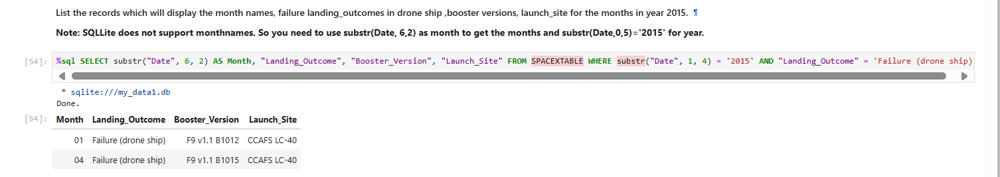 List the records which will display the month names, failure landing_outcomes in drone ship ,booster versions, launch_site for the months in year 2015. ¶
Note: SQLLite does not support monthnames. So you need to use substr(Date, 6,2) as month to get the months and substr(Date,0,5)='2015' for year.
[54]: %sql SELECT substr("Date", 6, 2) AS Month, "Landing_Outcome", "Booster_Version", "Launch_Site" FROM SPACEXTABLE WHERE substr("Date", 1, 4) = '2015' AND "Landing_Outcome" = 'Failure (drone ship)
* sqlite:///my_data1.db
Done.
[54]: Month Landing_Outcome Booster_Version Launch_Site
01 Failure (drone ship) F9 v1.1 B1012 CCAFS LC-40
04 Failure (drone ship) F9 v1.1 B1015 CCAFS LC-40